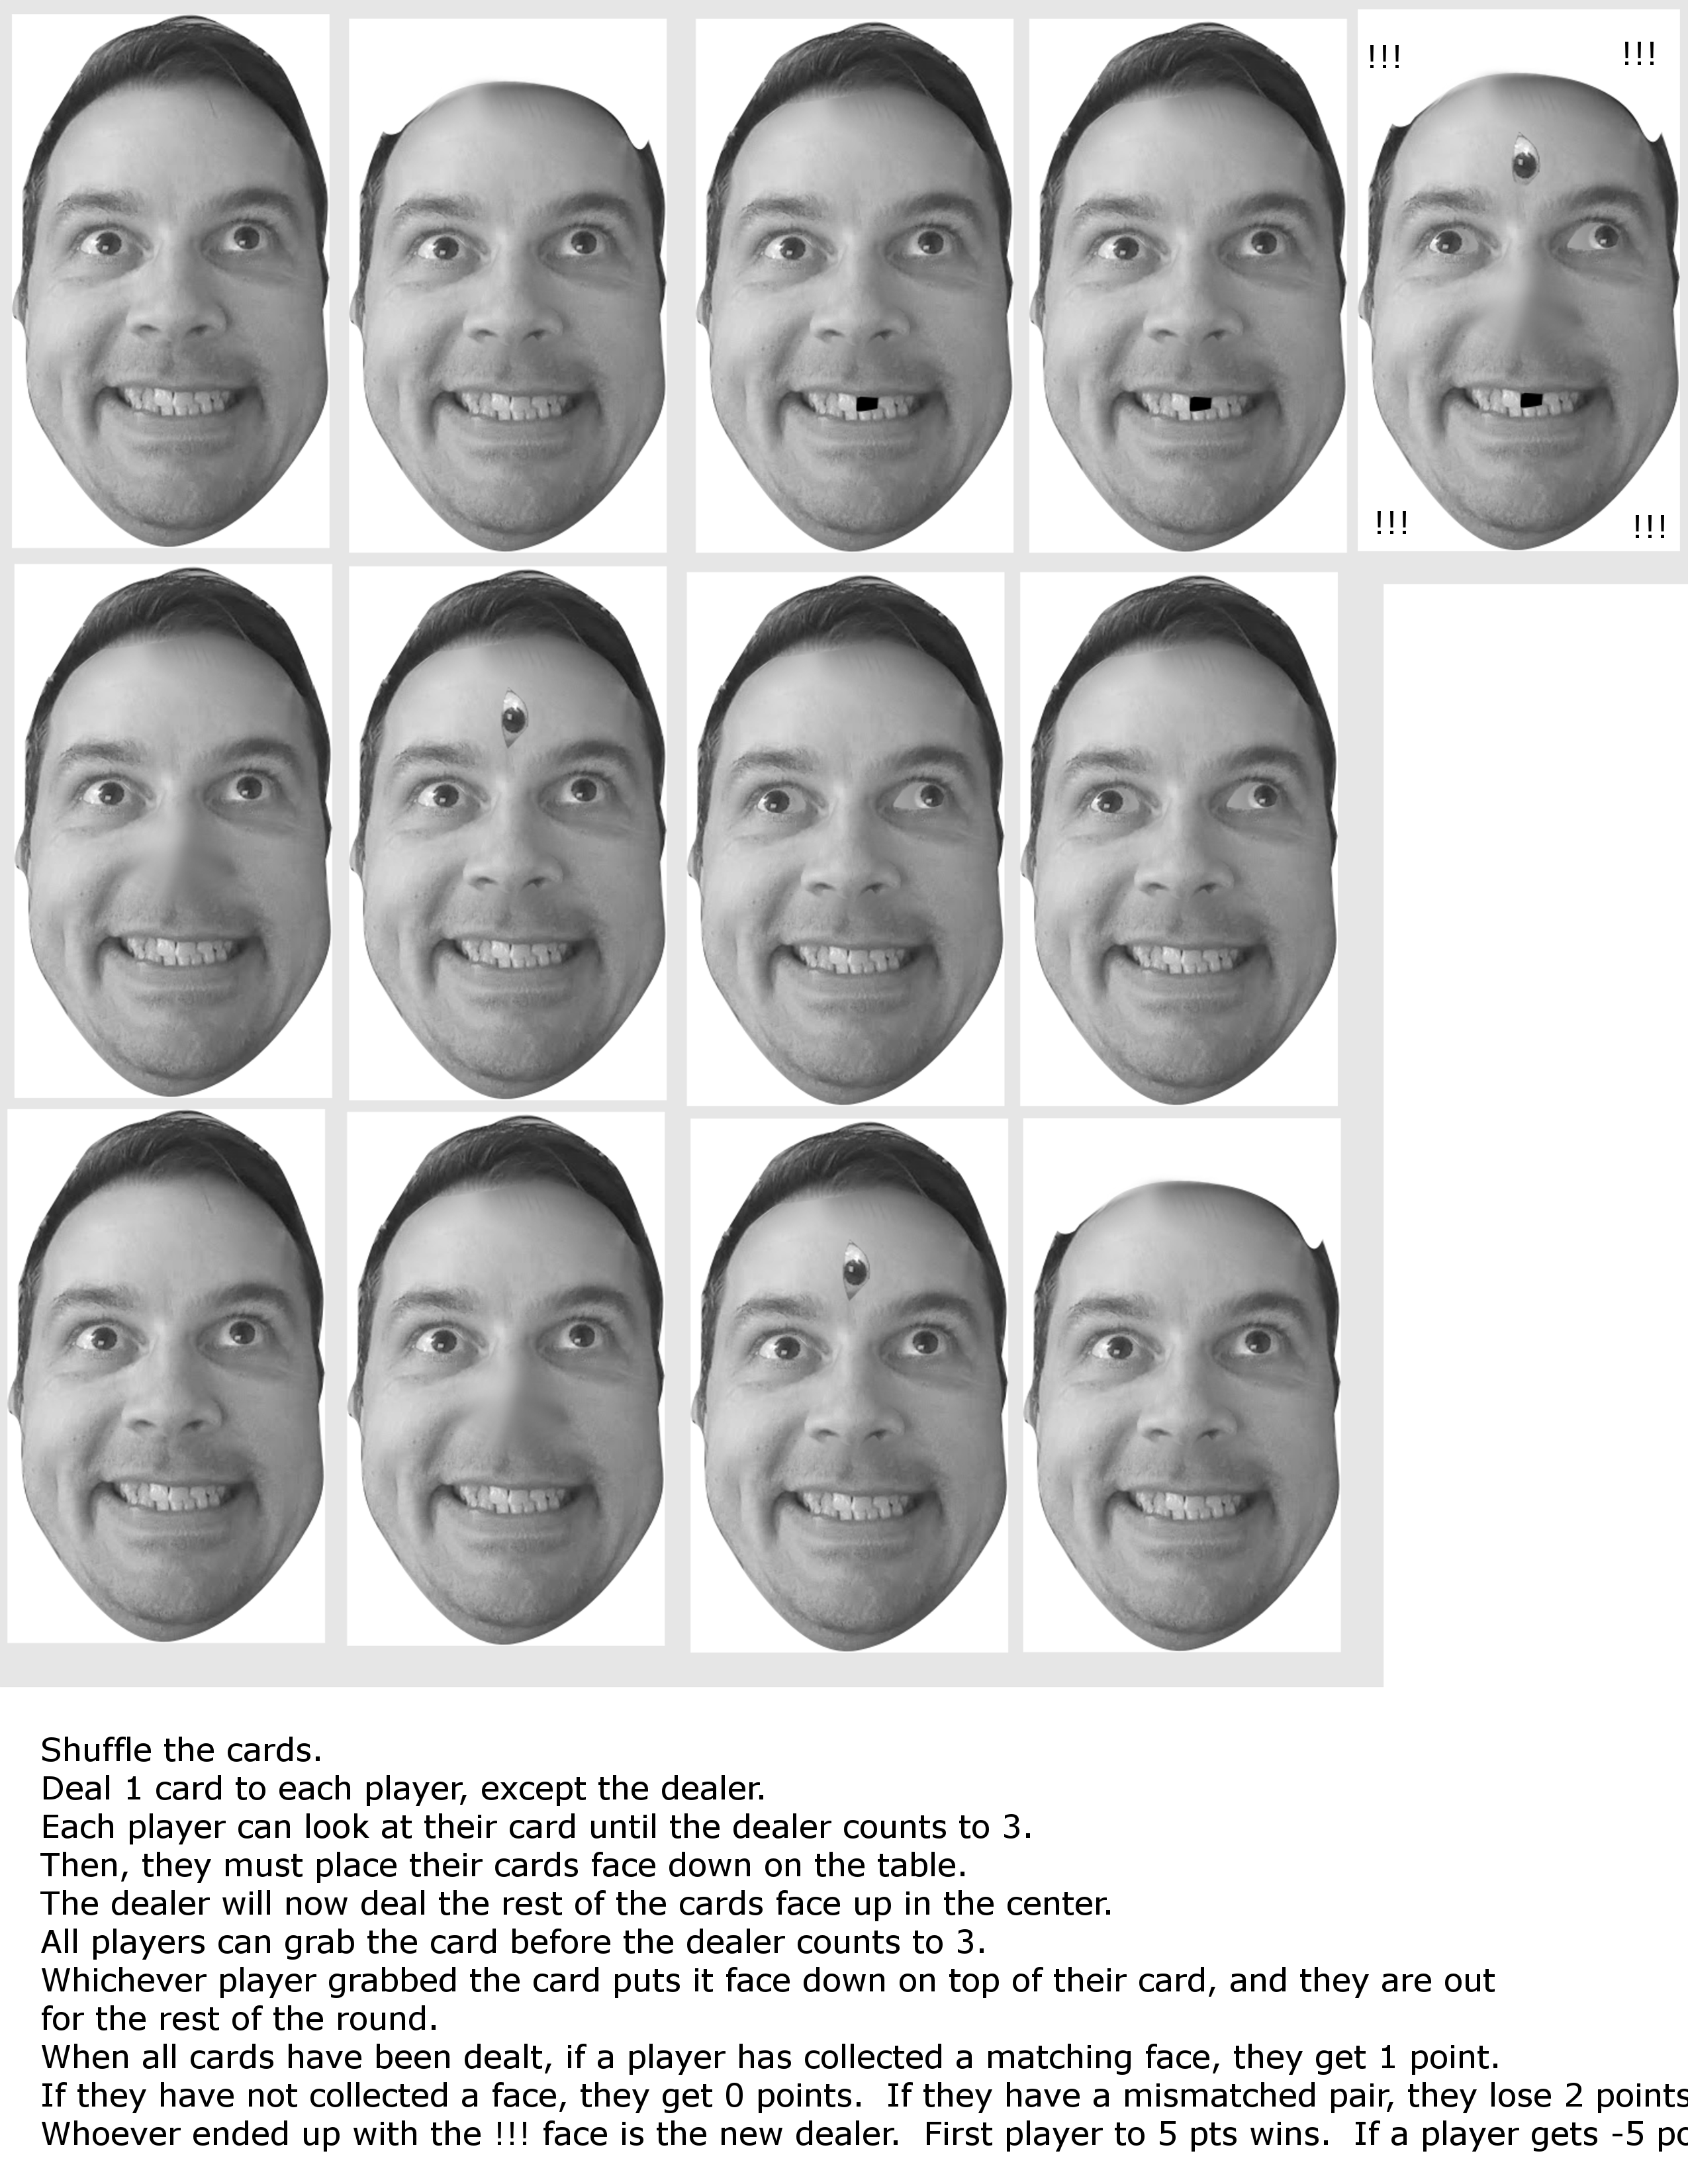 !!! !!!
!!! !!!
Shuffle the cards.
Deal 1 card to each player, except the dealer.
Each player can look at their card until the dealer counts to 3.
Then, they must place their cards face down on the table.
The dealer will now deal the rest of the cards face up in the center.
All players can grab the card before the dealer counts to 3.
Whichever player grabbed the card puts it face down on top of their card, and they are out
for the rest of the round.
When all cards have been dealt, if a player has collected a matching face, they get 1 point.
If they have not collected a face, they get 0 points.  If they have a mismatched pair, they lose 2 points
Whoever ended up with the !!! face is the new dealer.  First player to 5 pts wins.  If a player gets -5